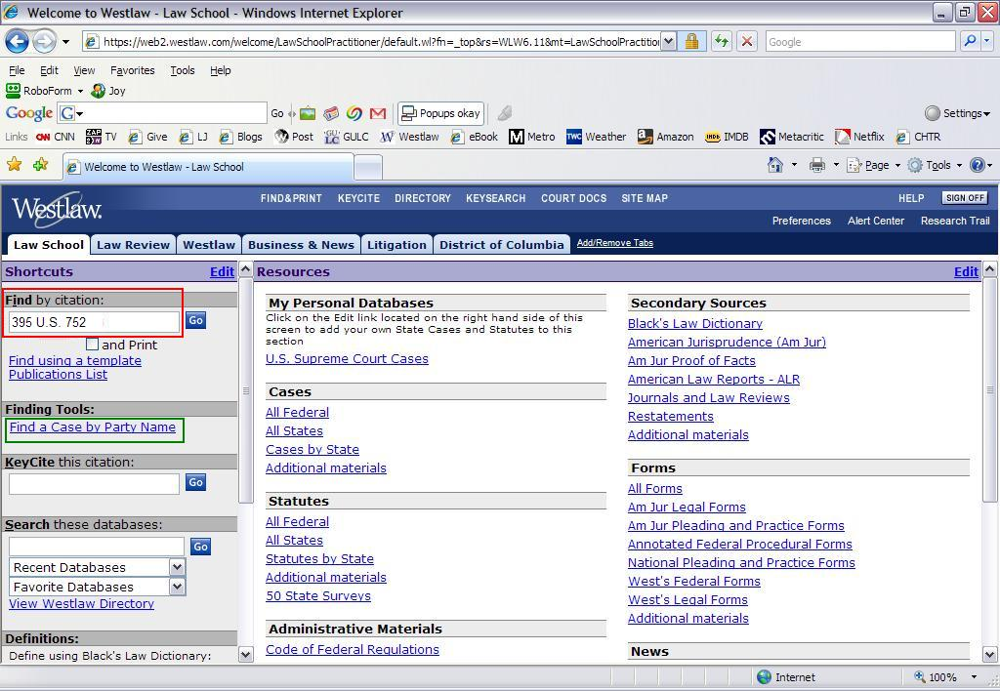 Welcome to Westlaw - Law School - Windows Internet Explorer
https://web2.westlaw.com/welcome/LawSchoolPractitioner/default.wl?fn=_top&rs=WLW6.11&mt=LawSchoolPractitior
Google
File Edit View Favorites Tools Help
RoboForm Joy
Google G Go Popups okay Settings
Links CNN TV Give LJ Blogs Post GULC Westlaw eBook Metro Weather Amazon IMDB Metacritic Netflix CHTR
Welcome to Westlaw - Law School Page Tools
Westlaw. FIND&PRINT KEYCITE DIRECTORY KEYSEARCH COURT DOCS SITE MAP HELP SIGN OFF
Preferences Alert Center Research Trail
Law School Law Review Westlaw Business & News Litigation District of Columbia Add/Remove Tabs
Shortcuts Edit
Find by citation:
395 U.S. 752 Go
and Print
Find using a template
Publications List
Finding Tools:
Find a Case by Party Name
KeyCite this citation:
Go
Search these databases:
Go
Recent Databases
Favorite Databases
View Westlaw Directory
Definitions:
Define using Black's Law Dictionary:
Resources Edit
My Personal Databases
Click on the Edit link located on the right hand side of this
screen to add your own State Cases and Statutes to this
section
U.S. Supreme Court Cases
Cases
All Federal
All States
Cases by State
Additional materials
Statutes
All Federal
All States
Statutes by State
Additional materials
50 State Surveys
Administrative Materials
Code of Federal Regulations
Secondary Sources
Black's Law Dictionary
American Jurisprudence (Am Jur)
Am Jur Proof of Facts
American Law Reports - ALR
Journals and Law Reviews
Restatements
Additional materials
Forms
All Forms
Am Jur Legal Forms
Am Jur Pleading and Practice Forms
Annotated Federal Procedural Forms
National Pleading and Practice Forms
West's Federal Forms
West's Legal Forms
Additional materials
News
Internet 100%